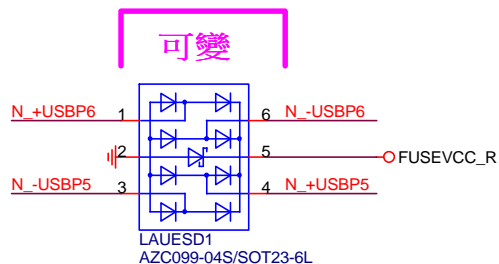 可變
N_+USBP6 1 6 N_-USBP6
2 5 FUSEVCC_R
N_-USBP5 3 4 N_+USBP5
LAUESD1
AZC099-04S/SOT23-6L